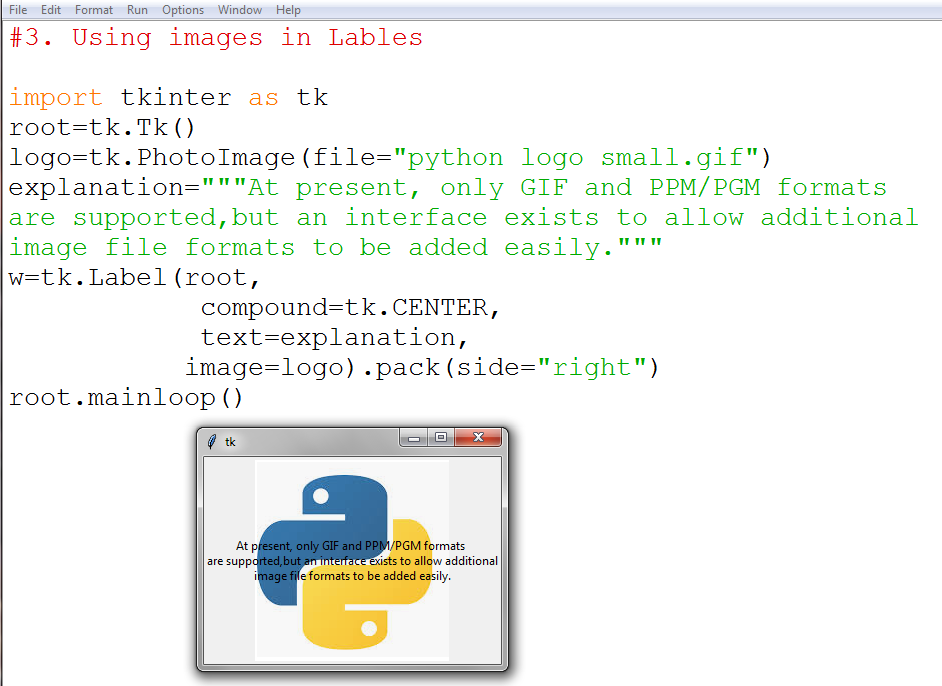 File Edit Format Run Options Window Help
#3. Using images in Lables
import tkinter as tk
root=tk.Tk()
logo=tk.PhotoImage(file="python logo small.gif")
explanation="""At present, only GIF and PPM/PGM formats
are supported,but an interface exists to allow additional
image file formats to be added easily."""
w=tk.Label(root,
            compound=tk.CENTER,
            text=explanation,
           image=logo).pack(side="right")
root.mainloop()
tk
At present, only GIF and PPM/PGM formats
are supported,but an interface exists to allow additional
image file formats to be added easily.